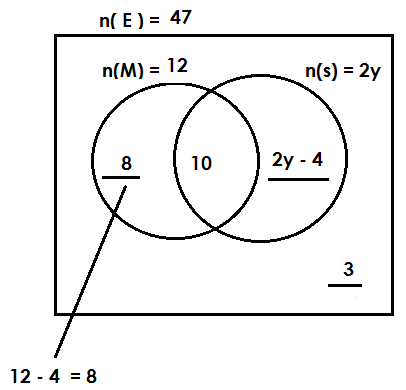 n( E ) = 47
n(M) = 12
n(s) = 2y
8
10
2y - 4
3
12 - 4 = 8